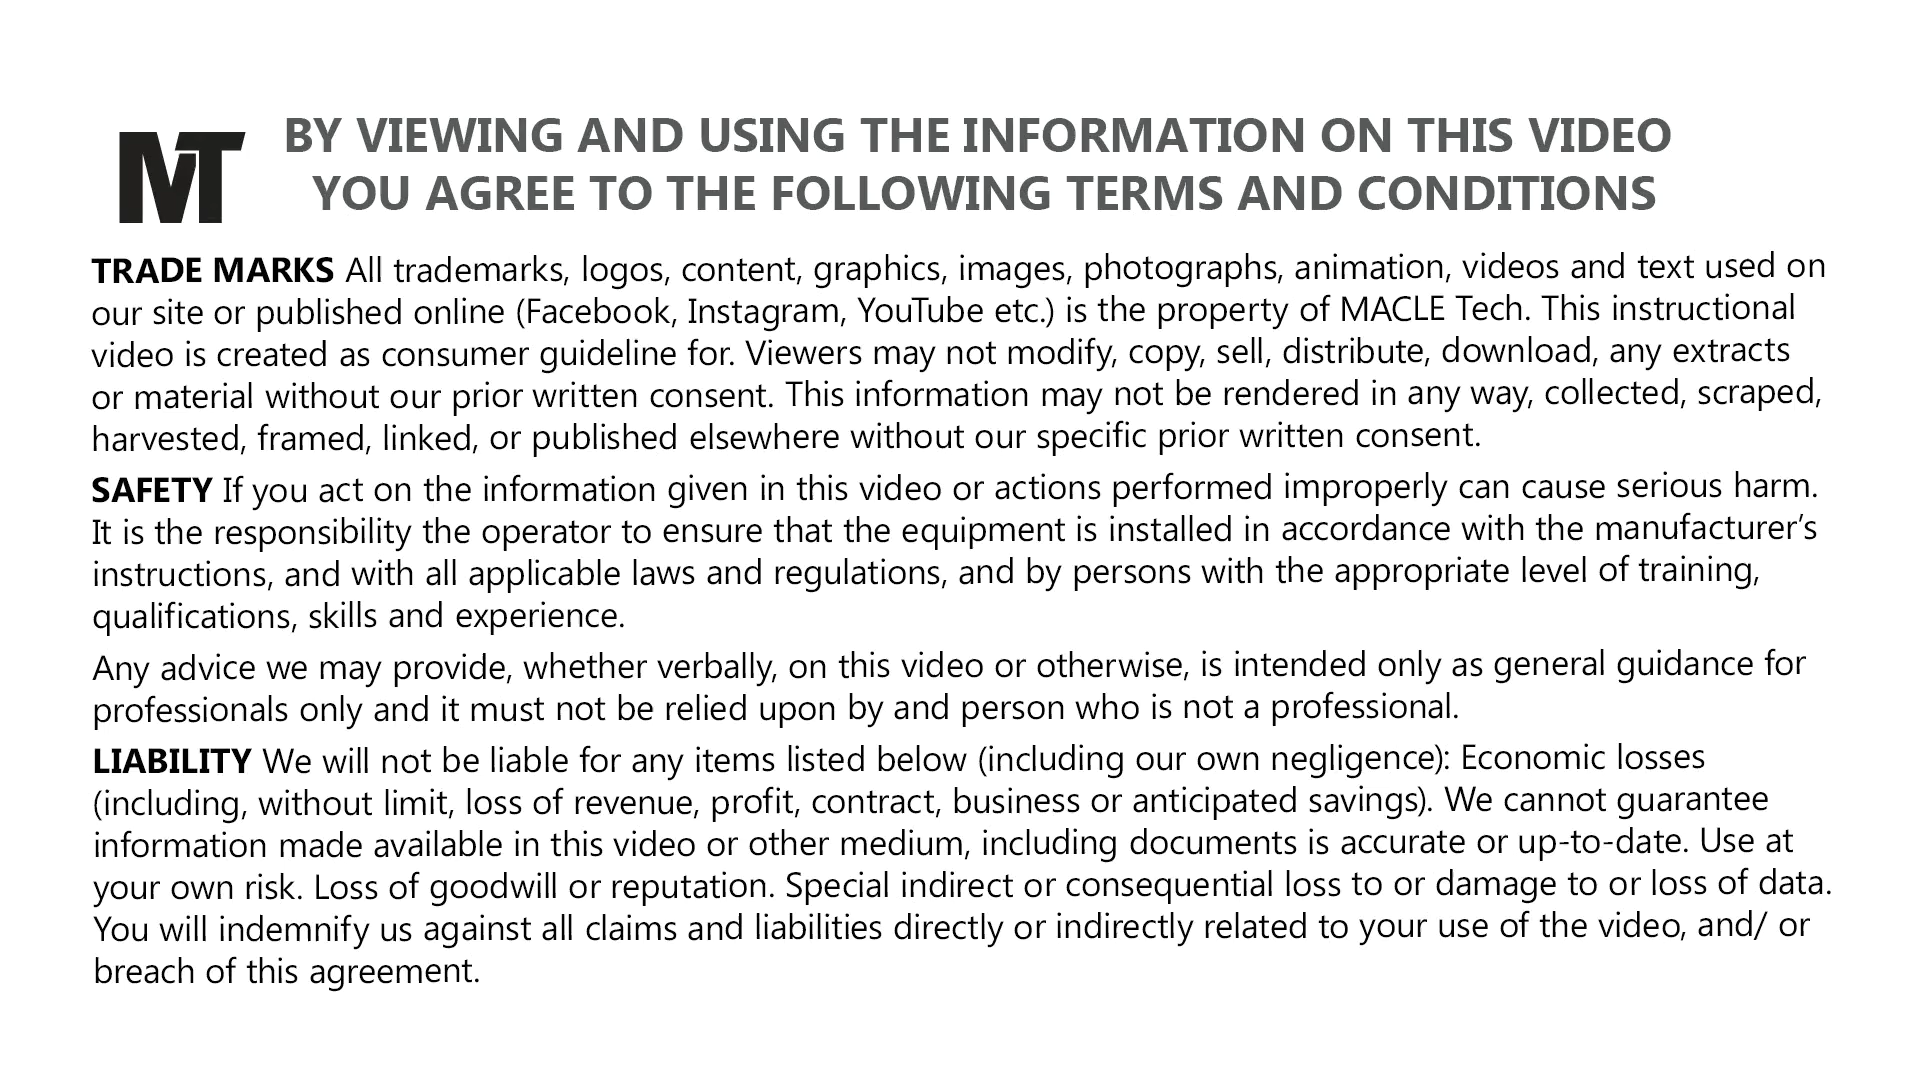 MT
BY VIEWING AND USING THE INFORMATION ON THIS VIDEO
YOU AGREE TO THE FOLLOWING TERMS AND CONDITIONS
TRADE MARKS All trademarks, logos, content, graphics, images, photographs, animation, videos and text used on
our site or published online (Facebook, Instagram, YouTube etc.) is the property of MACLE Tech. This instructional
video is created as consumer guideline for. Viewers may not modify, copy, sell, distribute, download, any extracts
or material without our prior written consent. This information may not be rendered in any way, collected, scraped,
harvested, framed, linked, or published elsewhere without our specific prior written consent.
SAFETY If you act on the information given in this video or actions performed improperly can cause serious harm.
It is the responsibility the operator to ensure that the equipment is installed in accordance with the manufacturer’s
instructions, and with all applicable laws and regulations, and by persons with the appropriate level of training,
qualifications, skills and experience.
Any advice we may provide, whether verbally, on this video or otherwise, is intended only as general guidance for
professionals only and it must not be relied upon by and person who is not a professional.
LIABILITY We will not be liable for any items listed below (including our own negligence): Economic losses
(including, without limit, loss of revenue, profit, contract, business or anticipated savings). We cannot guarantee
information made available in this video or other medium, including documents is accurate or up-to-date. Use at
your own risk. Loss of goodwill or reputation. Special indirect or consequential loss to or damage to or loss of data.
You will indemnify us against all claims and liabilities directly or indirectly related to your use of the video, and/ or
breach of this agreement.